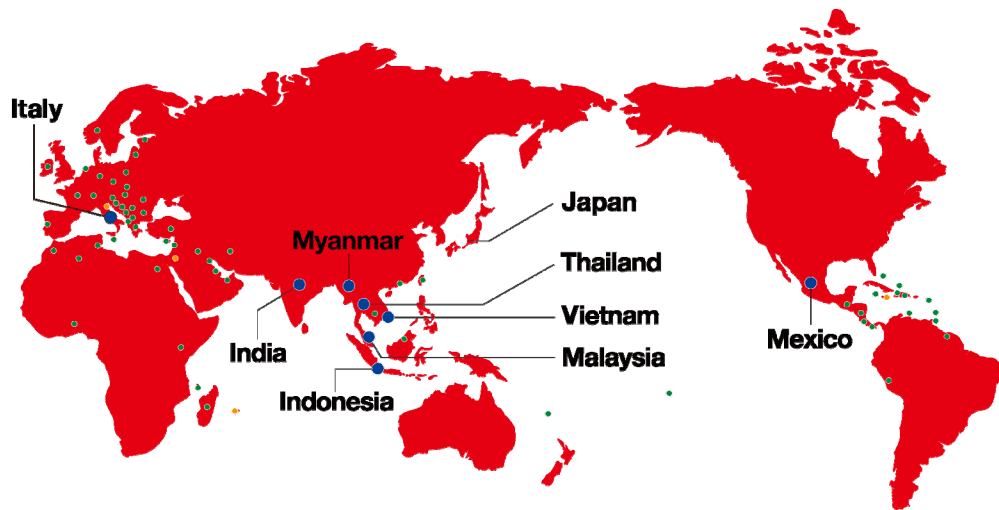 Italy
Japan
Myanmar
Thailand
Vietnam
Mexico
India
Malaysia
Indonesia